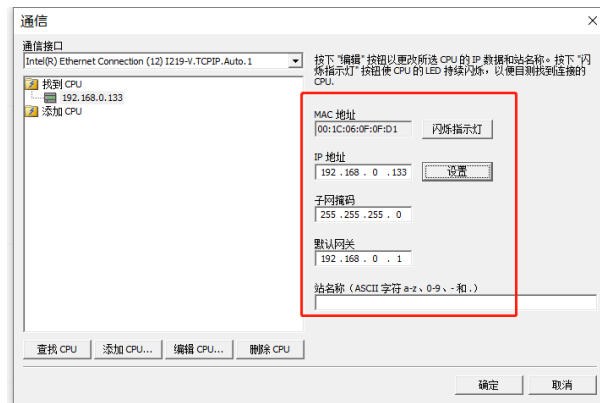 通信
通信接口
Intel(R) Ethernet Connection (12) I219-V.TCPIP.Auto.1
找到 CPU
192.168.0.133
添加 CPU
按下 "编辑" 按钮以更改所选 CPU 的 IP 数据和站名称。按下 "闪
烁指示灯" 按钮使 CPU 的 LED 持续闪烁，以便目测找到连接的
CPU.
MAC 地址
00:1C:06:0F:0F:D1
闪烁指示灯
IP 地址
192 .168 . 0 .133
设置
子网掩码
255 .255 .255 . 0
默认网关
192 .168 . 0 . 1
站名称（ASCII 字符 a-z、0-9、- 和 .）
查找 CPU
添加 CPU...
编辑 CPU...
删除 CPU
确定
取消